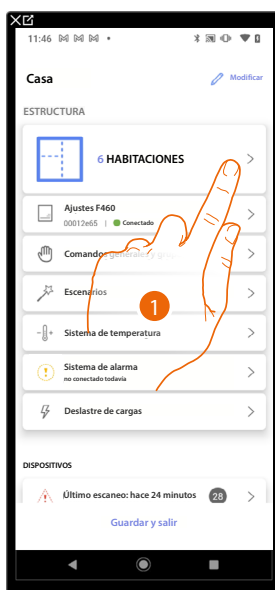 11:46
Casa
Modificar
ESTRUCTURA
6 HABITACIONES
Ajustes F460
00012e65 | Conectado
Comandos generales y
Escenarios
1
Sistema de temperatura
Sistema de alarma
no conectado todavía
Deslastre de cargas
DISPOSITIVOS
Último escaneo: hace 24 minutos 28
Guardar y salir